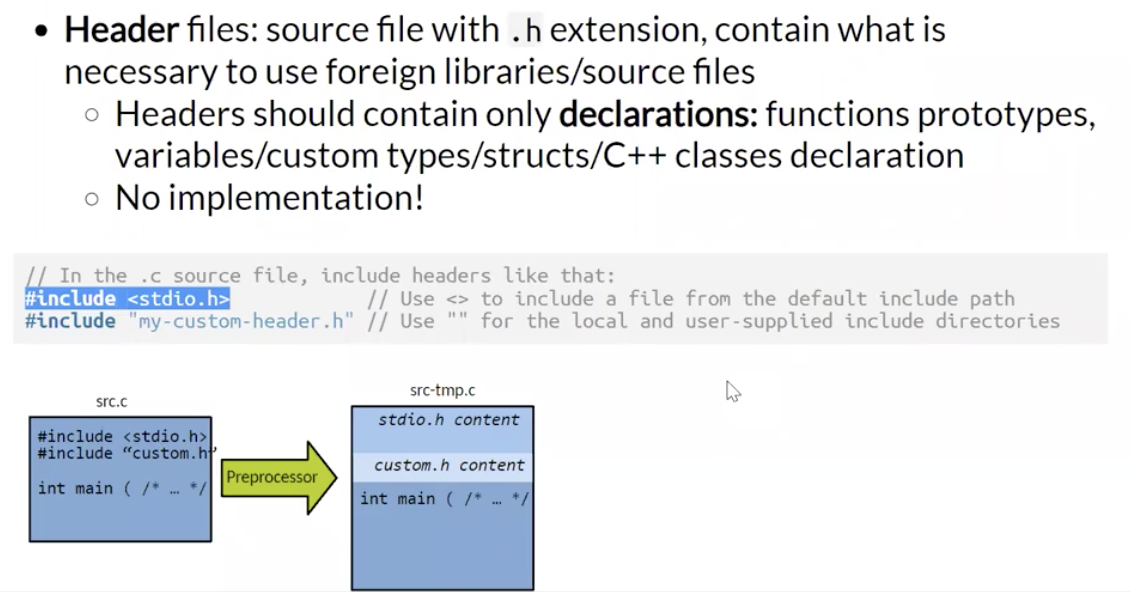 • Header files: source file with .h extension, contain what is
necessary to use foreign libraries/source files
○ Headers should contain only declarations: functions prototypes,
variables/custom types/structs/C++ classes declaration
○ No implementation!
// In the .c source file, include headers like that:
#include <stdio.h> // Use <> to include a file from the default include path
#include "my-custom-header.h" // Use "" for the local and user-supplied include directories
src.c
#include <stdio.h>
#include “custom.h”
int main ( /* … */
Preprocessor
src-tmp.c
stdio.h content
custom.h content
int main ( /* … */